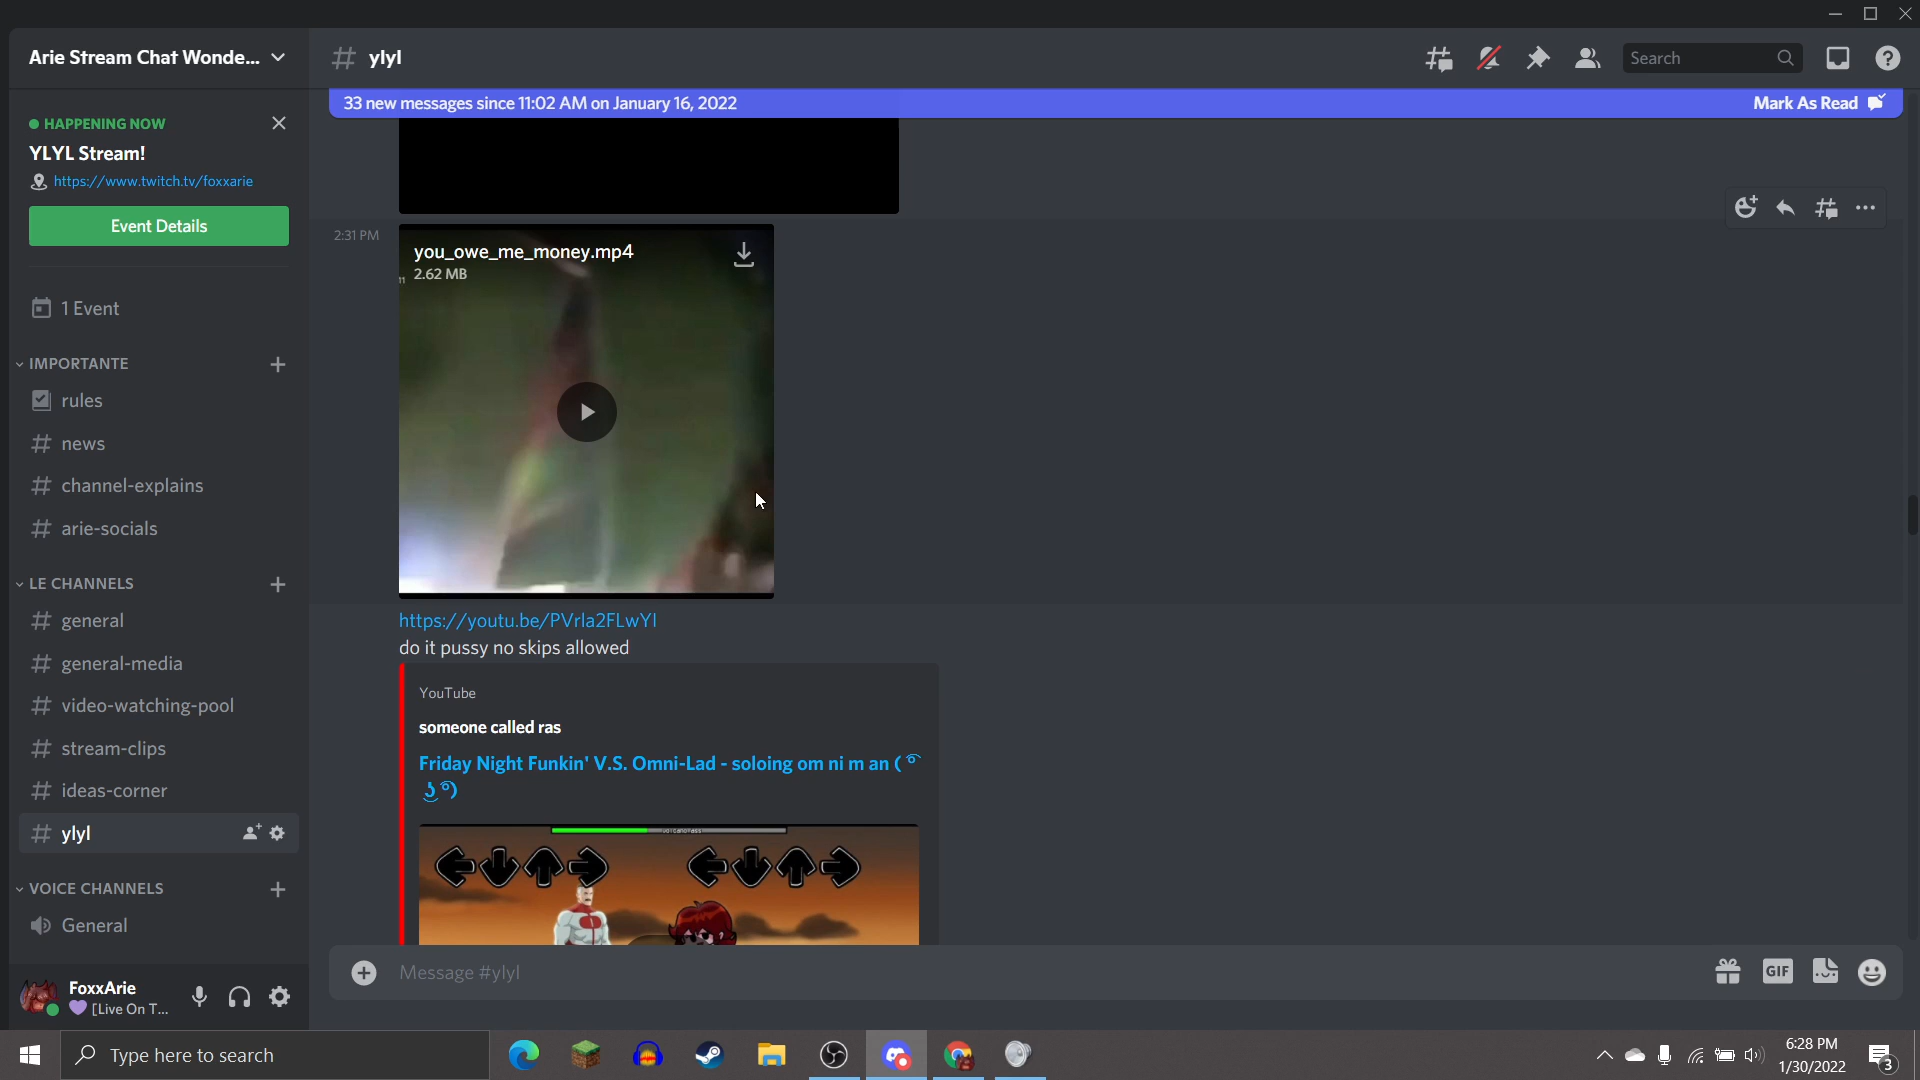 Arie Stream Chat Wonde...
ylyl
Search
33 new messages since 11:02 AM on January 16, 2022
Mark As Read
HAPPENING NOW
YLYL Stream!
https://www.twitch.tv/foxxarie
Event Details
1 Event
IMPORTANTE
rules
news
channel-explains
arie-socials
LE CHANNELS
general
general-media
video-watching-pool
stream-clips
ideas-corner
ylyl
VOICE CHANNELS
General
FoxxArie
[Live On T...
2:31 PM
you_owe_me_money.mp4
2.62 MB
https://youtu.be/PVrla2FLwYI
do it pussy no skips allowed
YouTube
someone called ras
Friday Night Funkin' V.S. Omni-Lad - soloing om ni m an ( ͡°
͜ʖ ͡°)
Message #ylyl
GIF
Type here to search
6:28 PM
1/30/2022
3